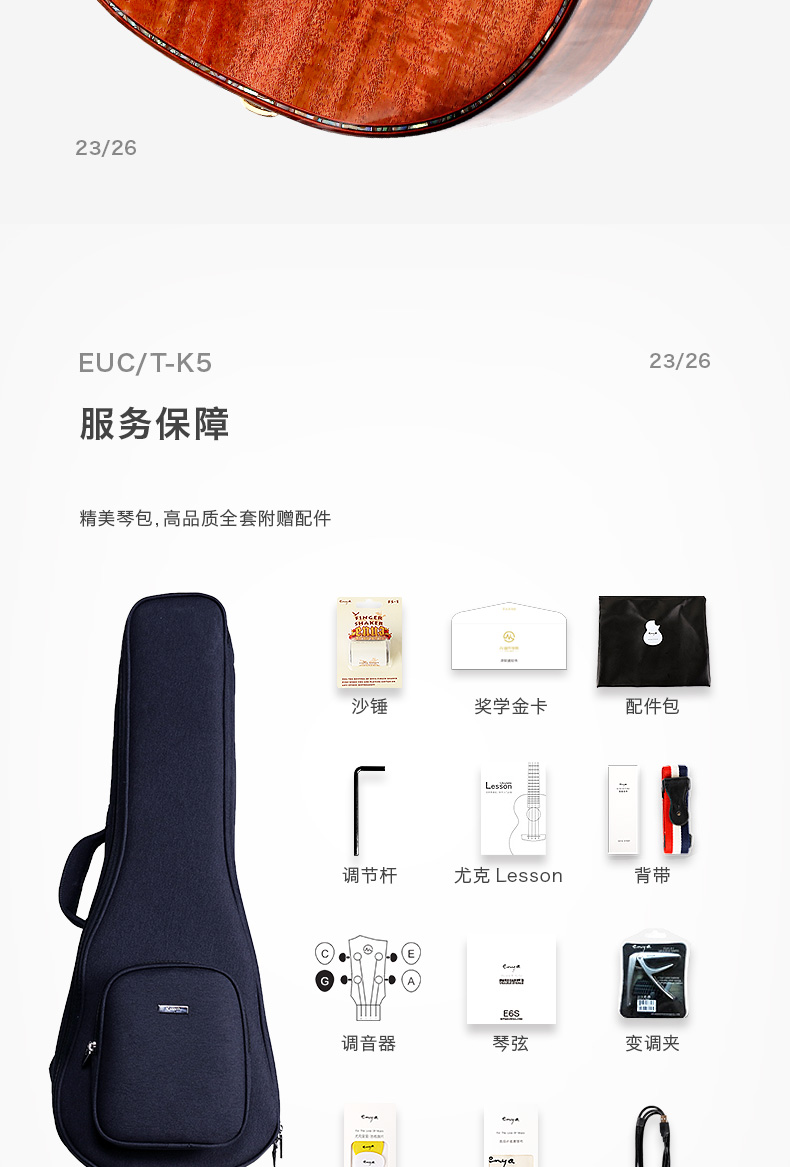 23/26
EUC/T-K5
23/26
服务保障
精美琴包,高品质全套附赠配件
enya
FINGER
SHAKER
沙锤
奖学金卡
配件包
Lesson
调节杆
尤克 Lesson
背带
C
E
G
A
enya
E6S
调音器
琴弦
变调夹
enya
enya
enya